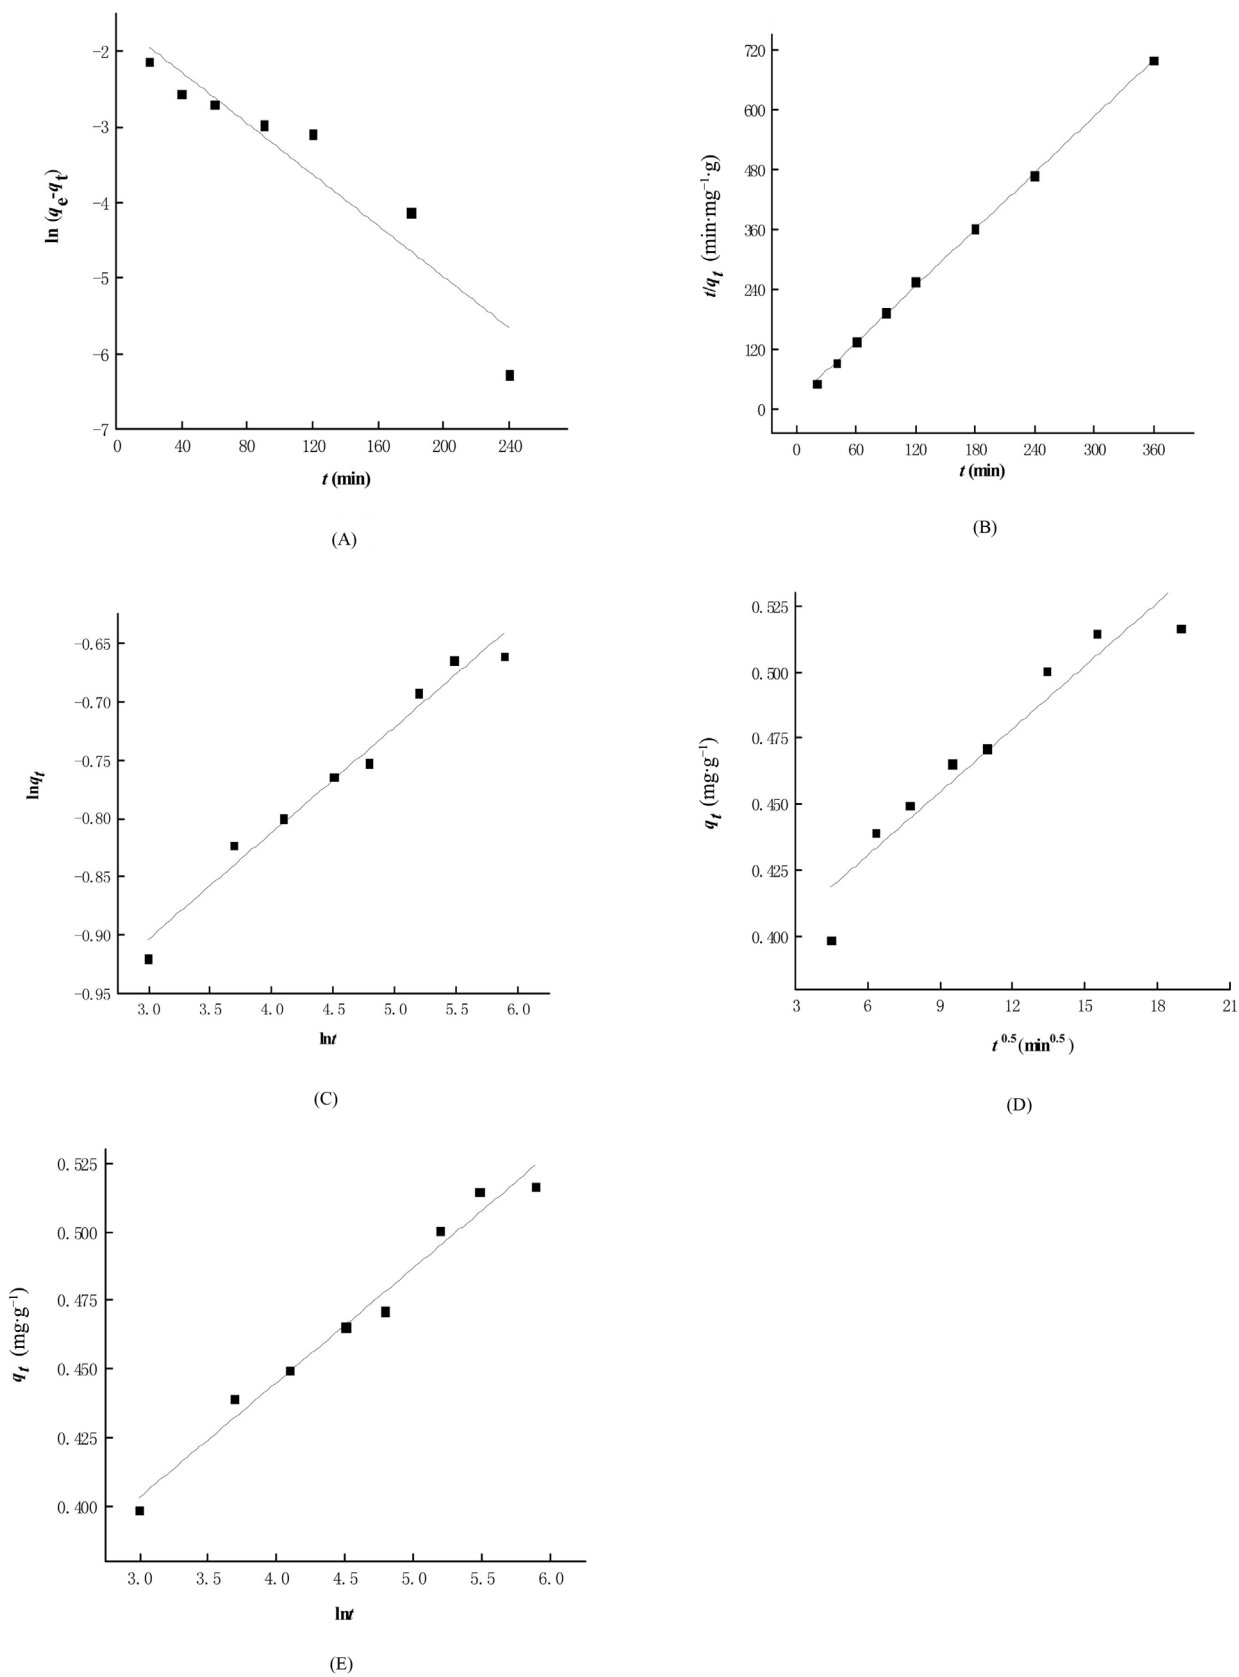 −2
−3
−4
−5
−6
−7
ln (qe-qt)
0 40 80 120 160 200 240
t (min)
(A)
720
600
480
360
240
120
0
t/qt (min·mg⁻¹·g)
0 60 120 180 240 300 360
t (min)
(B)
−0.65
−0.70
−0.75
−0.80
−0.85
−0.90
−0.95
lnqt
3.0 3.5 4.0 4.5 5.0 5.5 6.0
lnt
(C)
0.525
0.500
0.475
0.450
0.425
0.400
qt (mg·g⁻¹)
3 6 9 12 15 18 21
t⁰·⁵(min⁰·⁵)
(D)
0.525
0.500
0.475
0.450
0.425
0.400
qt (mg·g⁻¹)
3.0 3.5 4.0 4.5 5.0 5.5 6.0
lnt
(E)